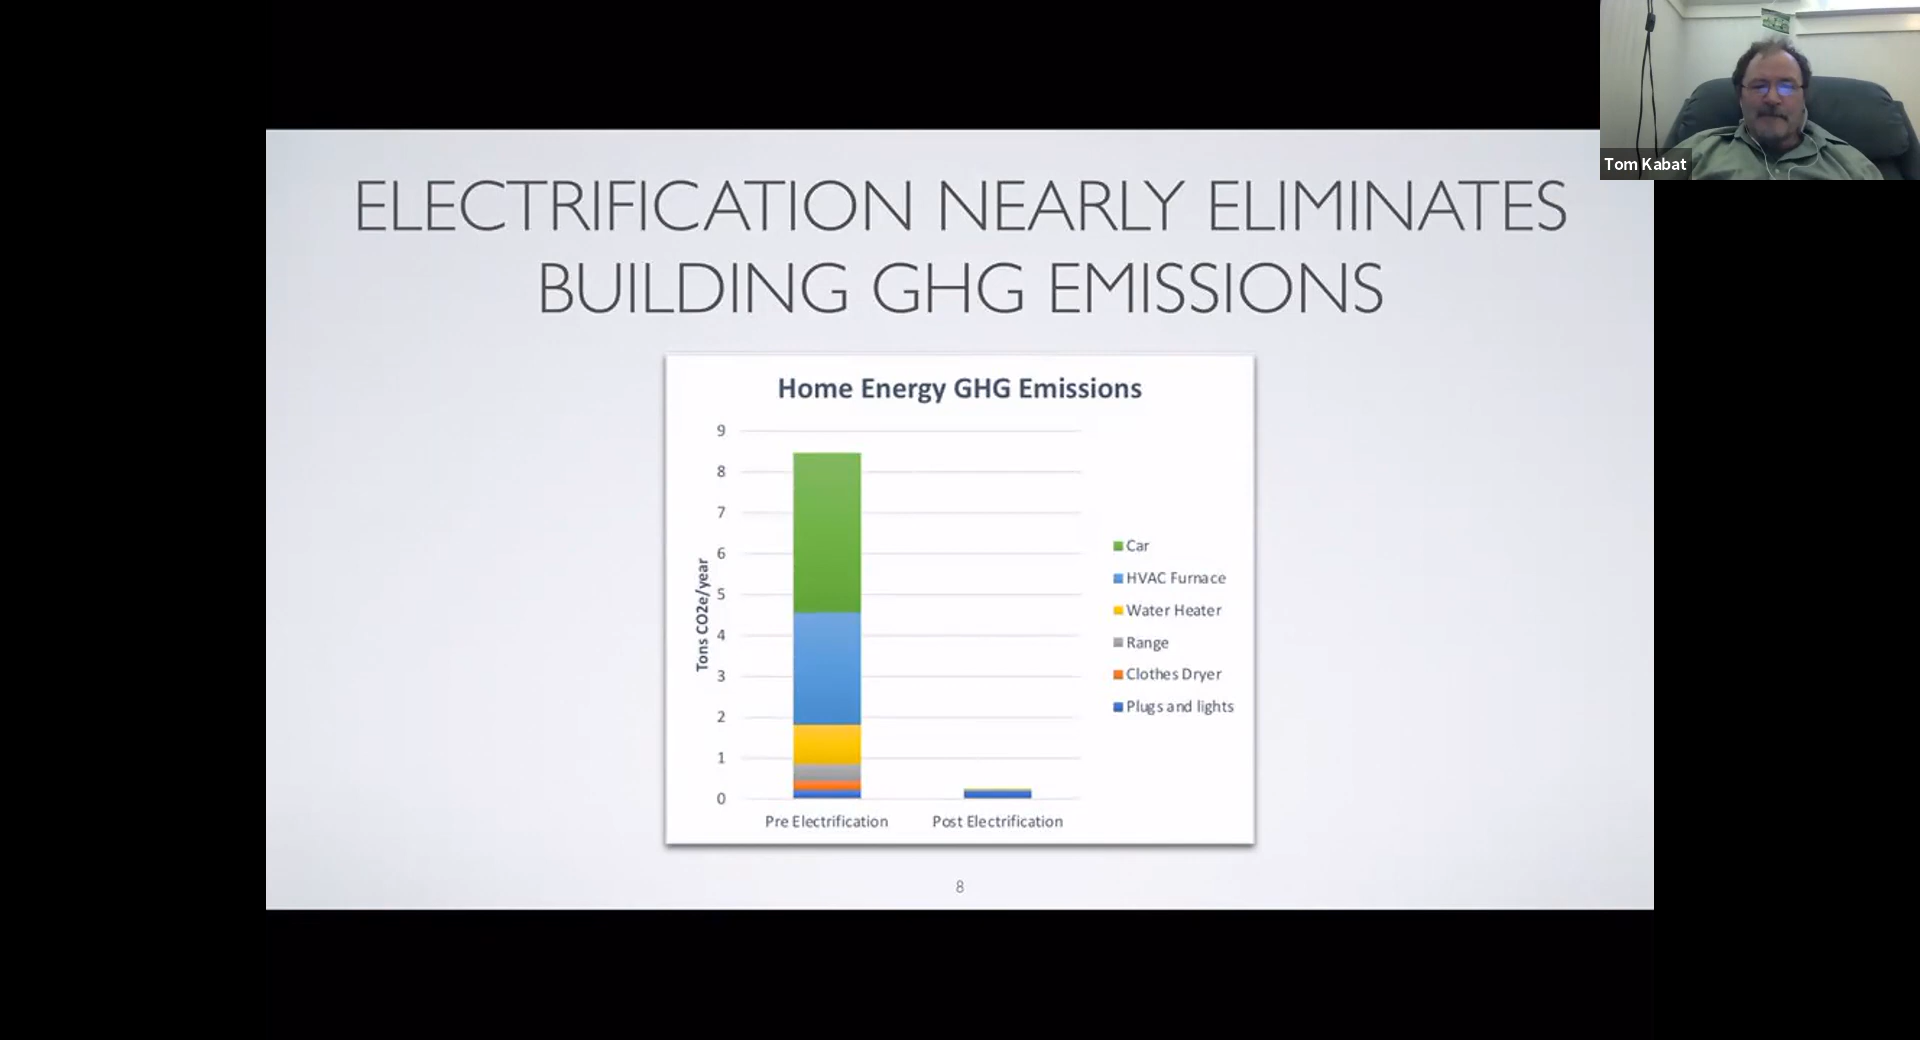 Tom Kabat
ELECTRIFICATION NEARLY ELIMINATES
BUILDING GHG EMISSIONS
Home Energy GHG Emissions
Tons CO2e/year
9
8
7
6
5
4
3
2
1
0
Pre Electrification
Post Electrification
Car
HVAC Furnace
Water Heater
Range
Clothes Dryer
Plugs and lights
8